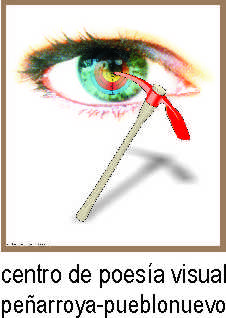 centro de poesía visual
peñarroya-pueblonuevo